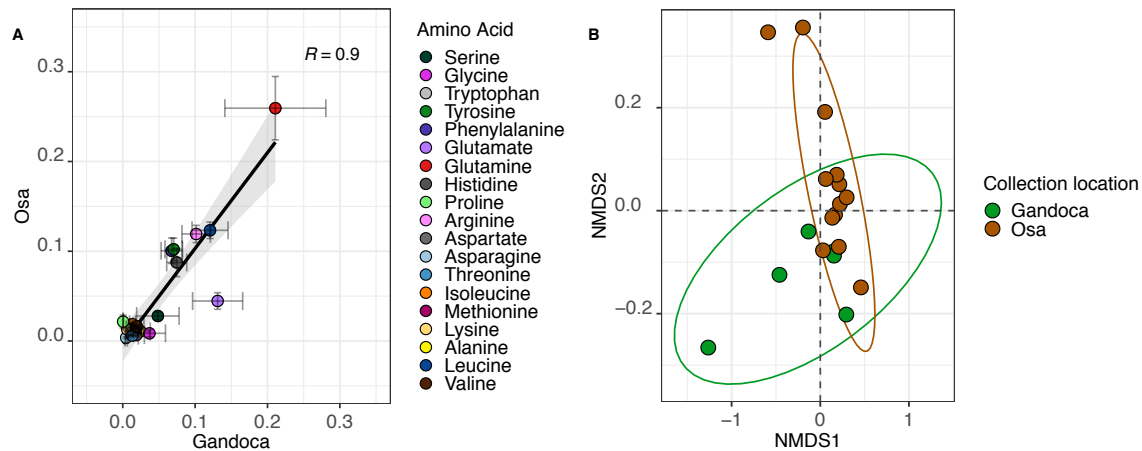 A
R = 0.9
0.3
0.2
0.1
0.0
Osa
0.0 0.1 0.2 0.3
Gandoca
Amino Acid
Serine
Glycine
Tryptophan
Tyrosine
Phenylalanine
Glutamate
Glutamine
Histidine
Proline
Arginine
Aspartate
Asparagine
Threonine
Isoleucine
Methionine
Lysine
Alanine
Leucine
Valine
B
0.2
0.0
−0.2
NMDS2
−1 0 1
NMDS1
Collection location
Gandoca
Osa